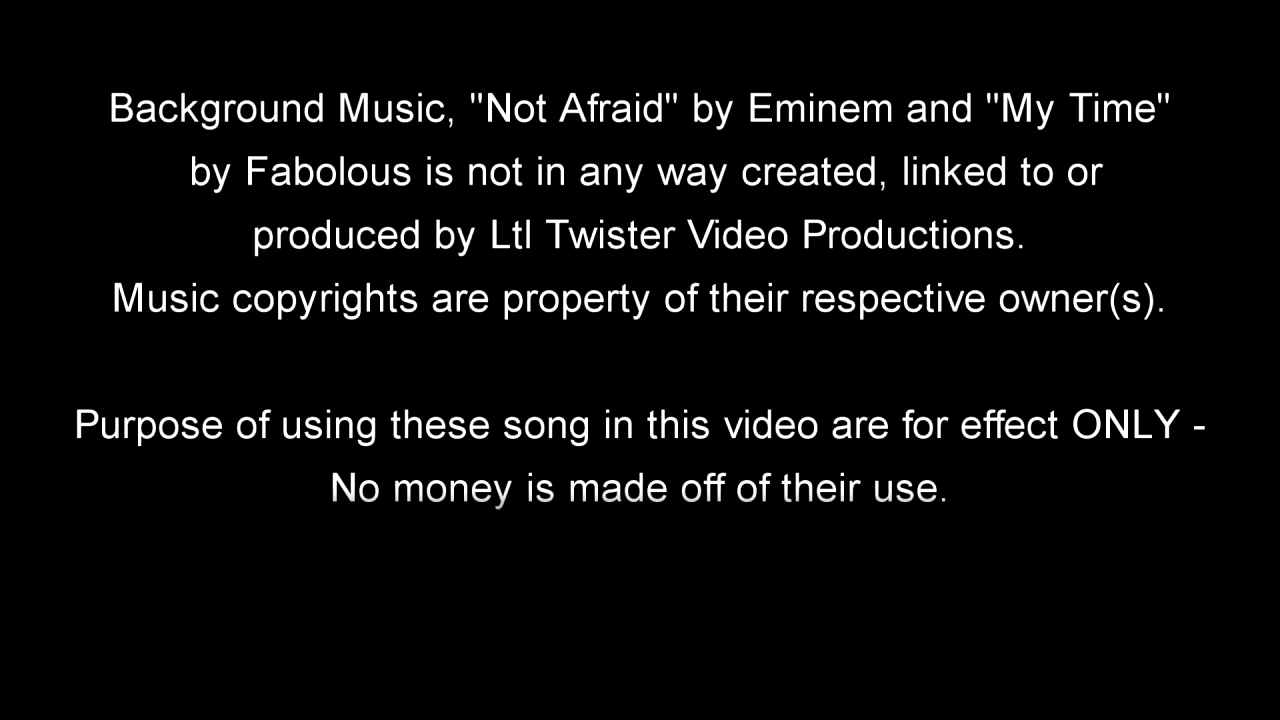 Background Music, "Not Afraid" by Eminem and "My Time"
by Fabolous is not in any way created, linked to or
produced by Ltl Twister Video Productions.
Music copyrights are property of their respective owner(s).
Purpose of using these song in this video are for effect ONLY -
No money is made off of their use.